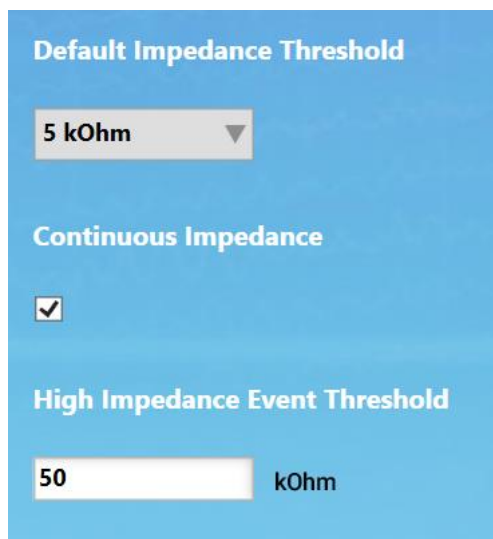 Default Impedance Threshold
5 kOhm
Continuous Impedance
High Impedance Event Threshold
50 kOhm